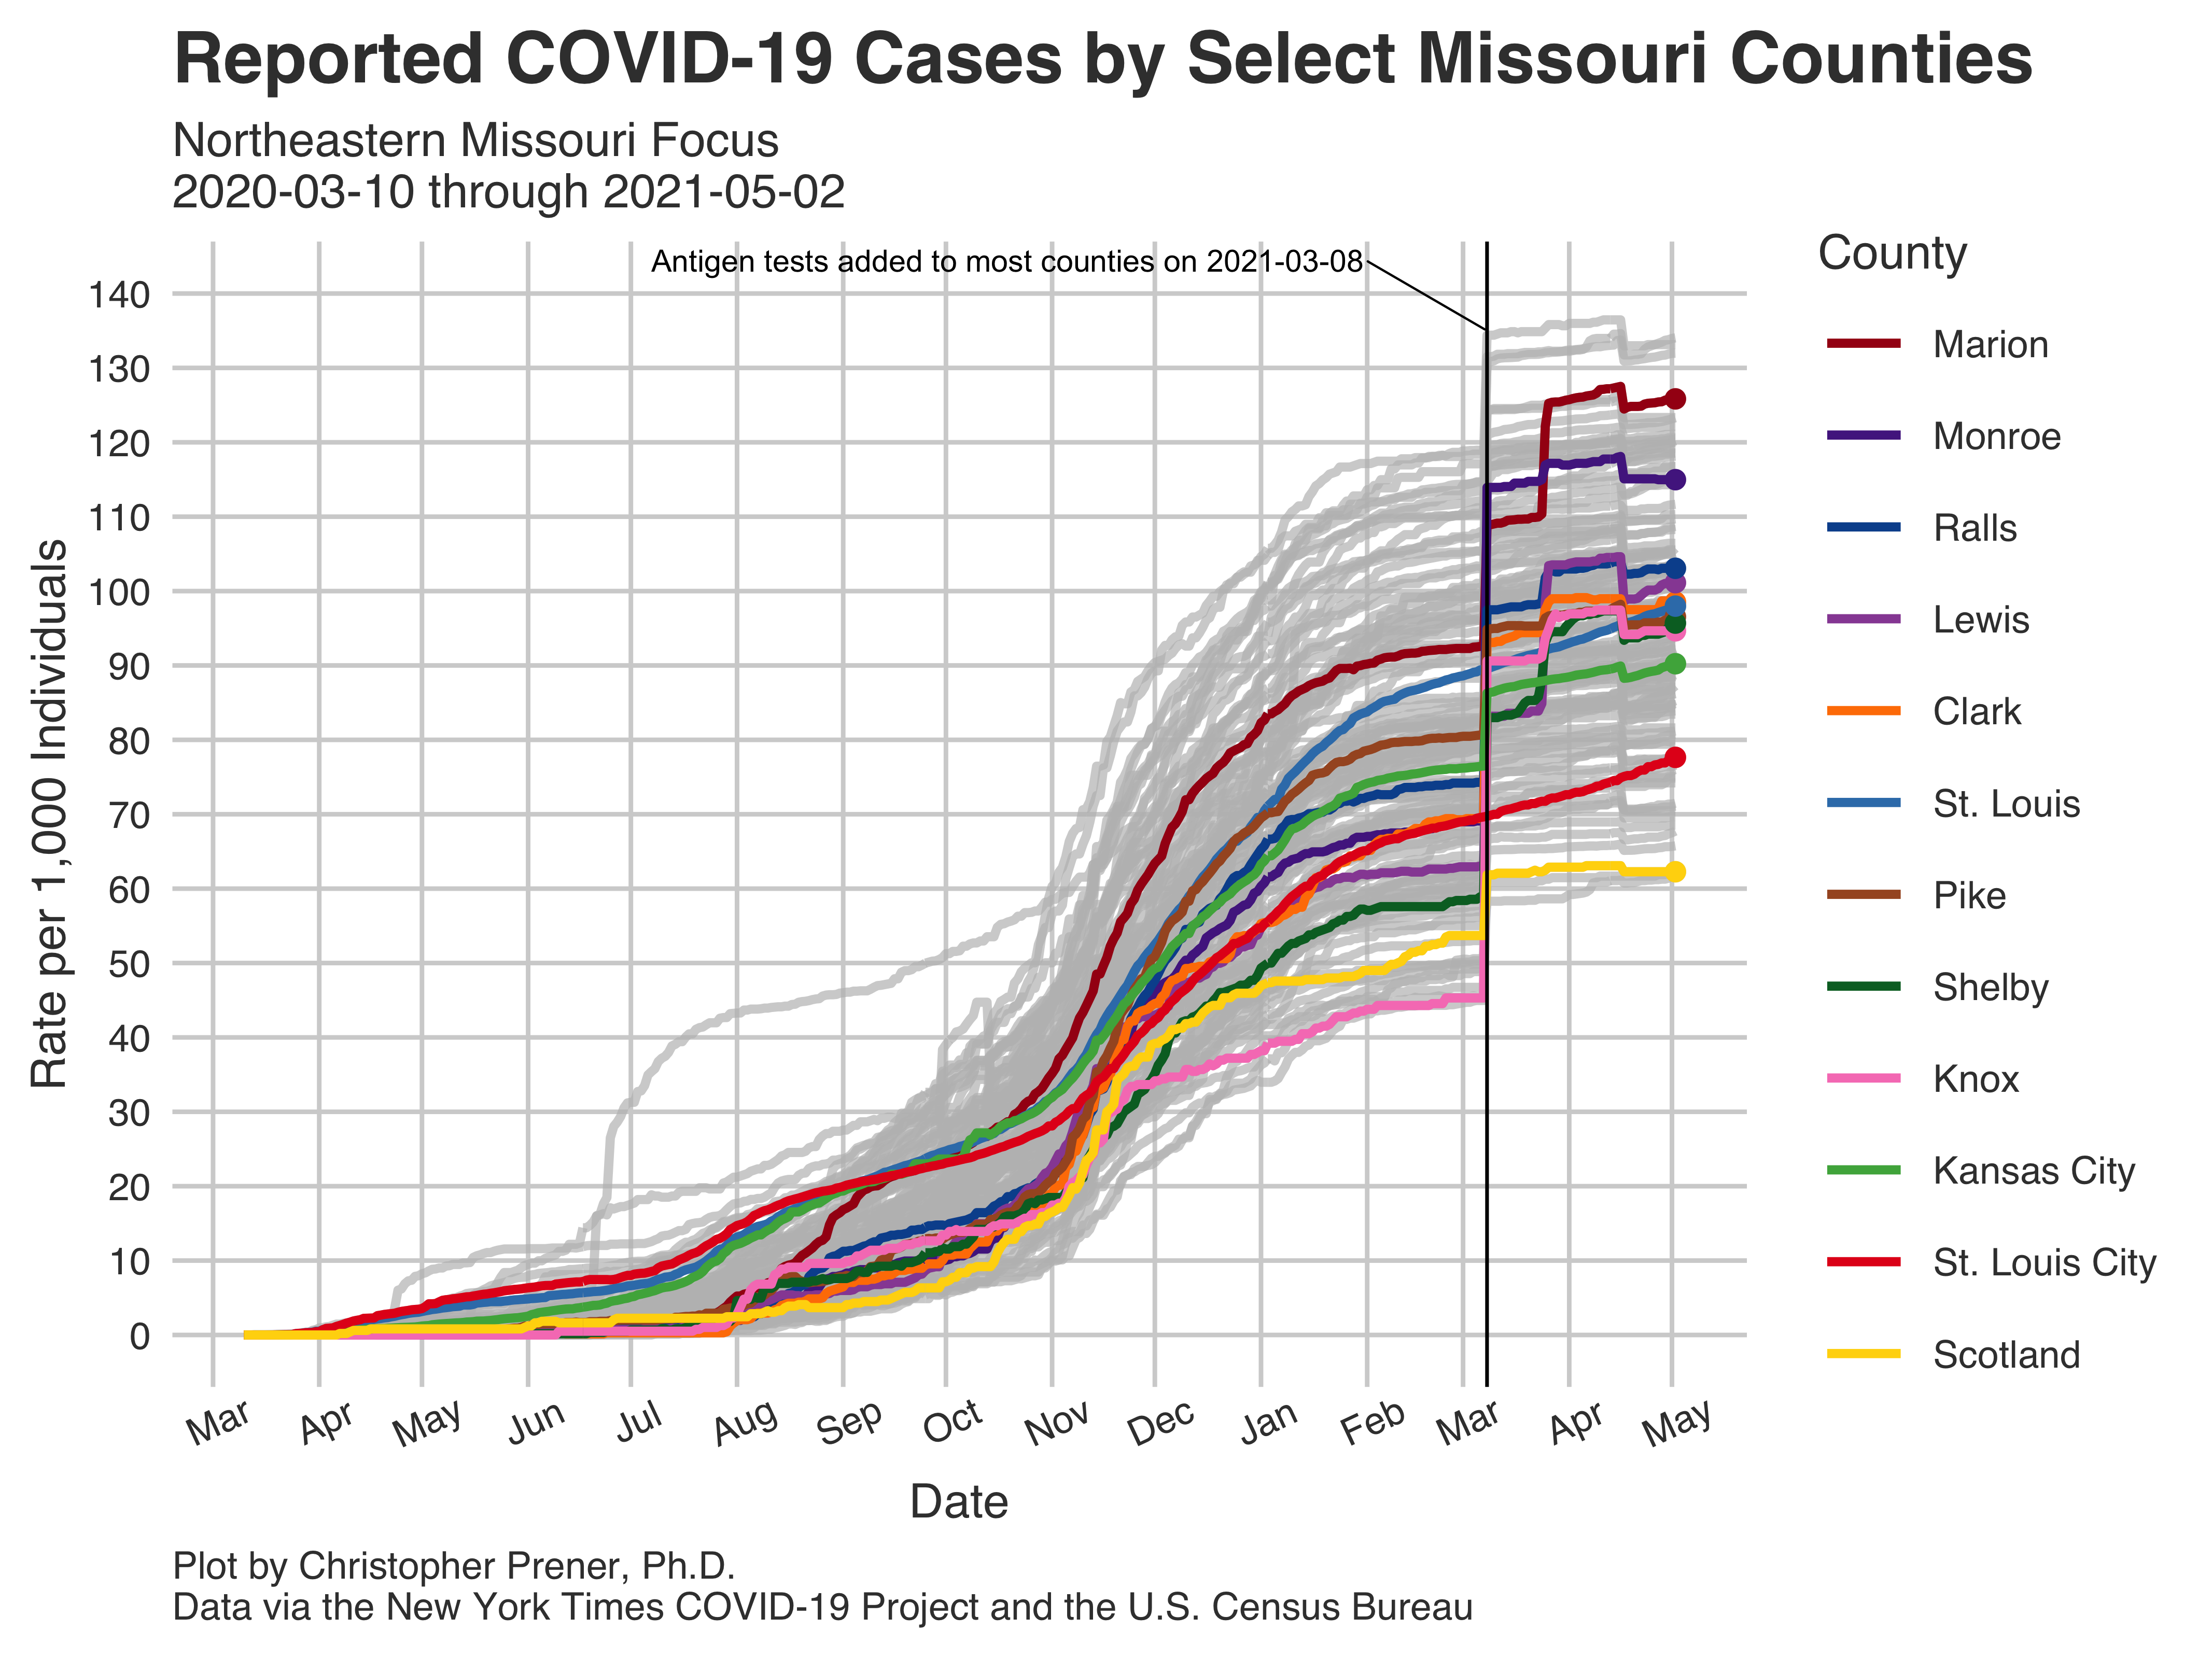 Reported COVID-19 Cases by Select Missouri Counties
Northeastern Missouri Focus
2020-03-10 through 2021-05-02
Antigen tests added to most counties on 2021-03-08
Rate per 1,000 Individuals
140
130
120
110
100
90
80
70
60
50
40
30
20
10
0
Mar Apr May Jun Jul Aug Sep Oct Nov Dec Jan Feb Mar Apr May
Date
County
Marion
Monroe
Ralls
Lewis
Clark
St. Louis
Pike
Shelby
Knox
Kansas City
St. Louis City
Scotland
Plot by Christopher Prener, Ph.D.
Data via the New York Times COVID-19 Project and the U.S. Census Bureau